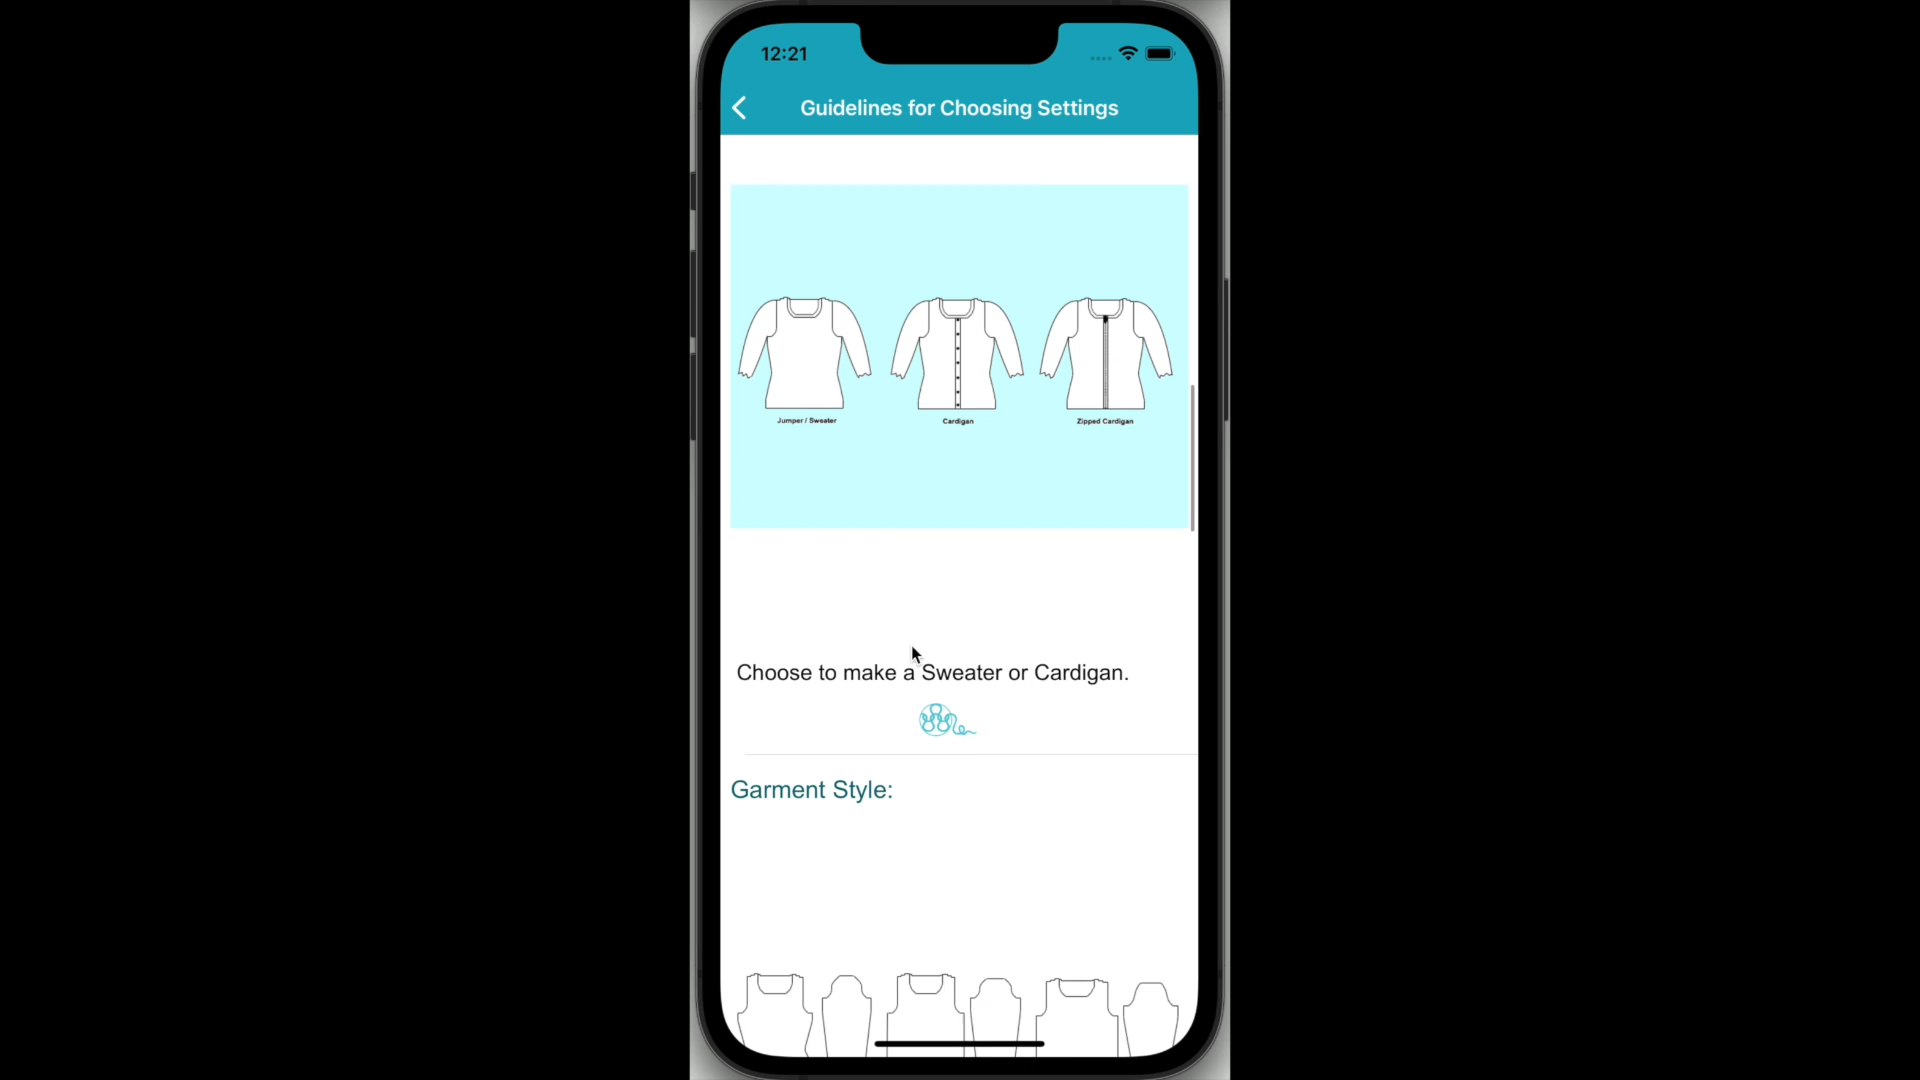 12:21
Guidelines for Choosing Settings
Jumper / Sweater
Cardigan
Zipped Cardigan
Choose to make a Sweater or Cardigan.
Garment Style: